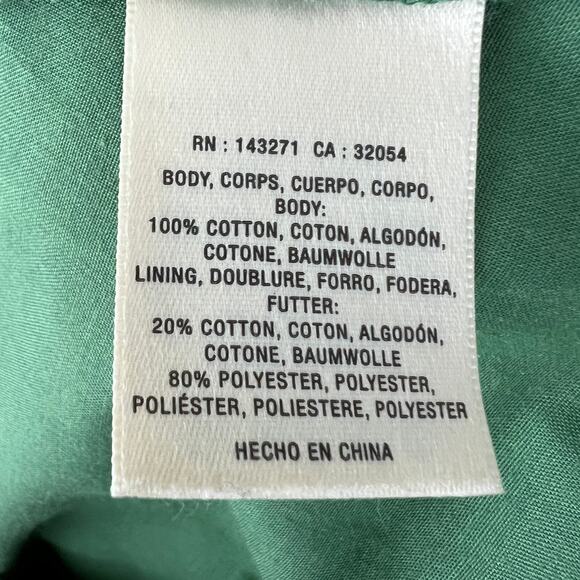 RN : 143271 CA : 32054
BODY, CORPS, CUERPO, CORPO,
BODY:
100% COTTON, COTON, ALGODÓN,
COTONE, BAUMWOLLE
LINING, DOUBLURE, FORRO, FODERA,
FUTTER:
20% COTTON, COTON, ALGODÓN,
COTONE, BAUMWOLLE
80% POLYESTER, POLYESTER,
POLIÉSTER, POLIESTERE, POLYESTER
HECHO EN CHINA